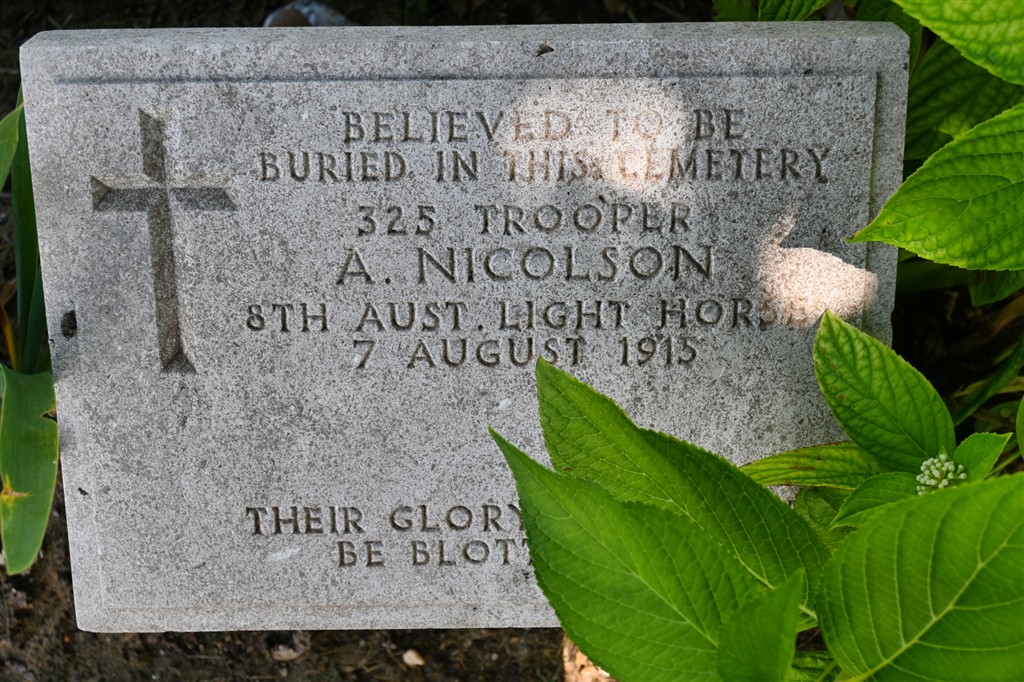 BELIEVED TO BE
BURIED IN THIS CEMETERY
325 TROOPER
A. NICOLSON
8TH AUST. LIGHT HORSE
7 AUGUST 1915
THEIR GLORY
BE